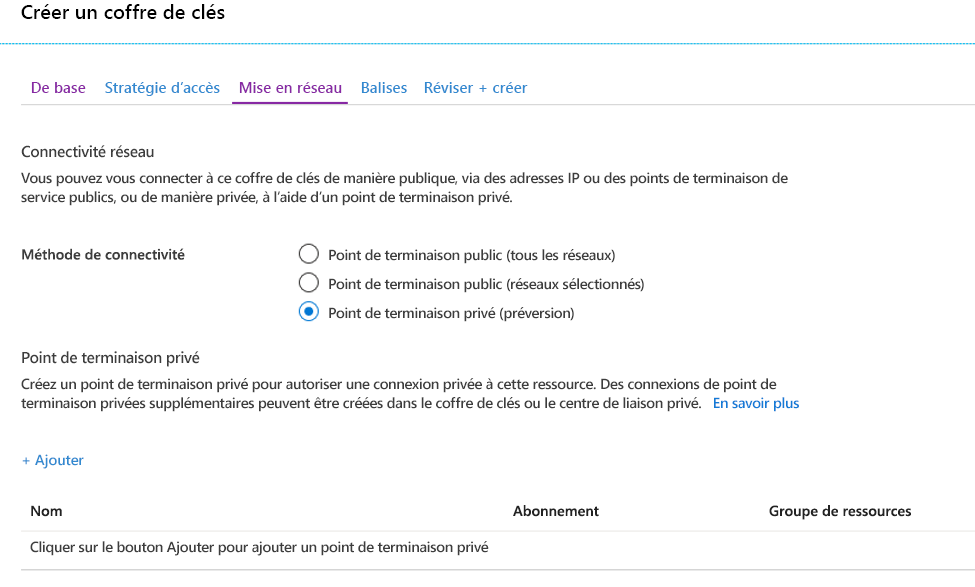 Créer un coffre de clés
De base Stratégie d'accès Mise en réseau Balises Réviser + créer
Connectivité réseau
Vous pouvez vous connecter à ce coffre de clés de manière publique, via des adresses IP ou des points de terminaison de
service publics, ou de manière privée, à l'aide d'un point de terminaison privé.
Méthode de connectivité
Point de terminaison public (tous les réseaux)
Point de terminaison public (réseaux sélectionnés)
Point de terminaison privé (préversion)
Point de terminaison privé
Créez un point de terminaison privé pour autoriser une connexion privée à cette ressource. Des connexions de point de
terminaison privées supplémentaires peuvent être créées dans le coffre de clés ou le centre de liaison privé. En savoir plus
+ Ajouter
Nom Abonnement Groupe de ressources
Cliquer sur le bouton Ajouter pour ajouter un point de terminaison privé